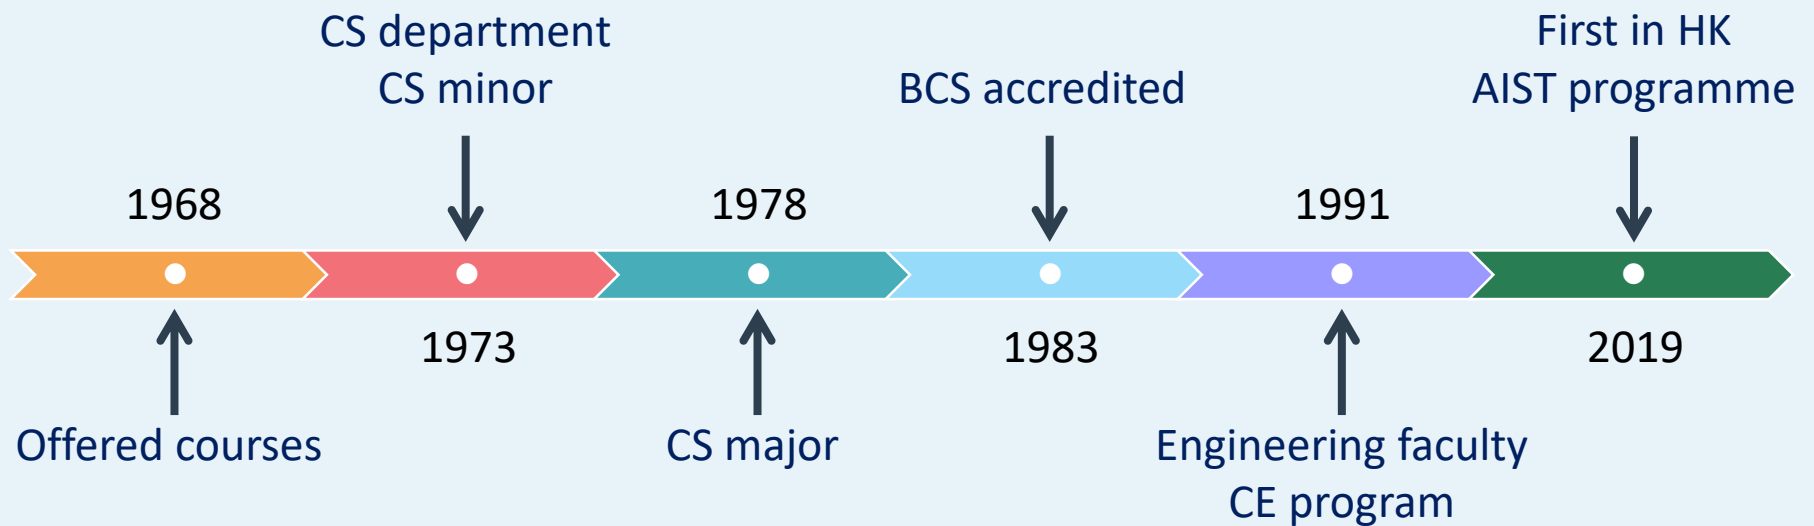 CS department
CS minor
BCS accredited
First in HK
AIST programme
1968
1978
1991
1973
1983
2019
Offered courses
CS major
Engineering faculty
CE program